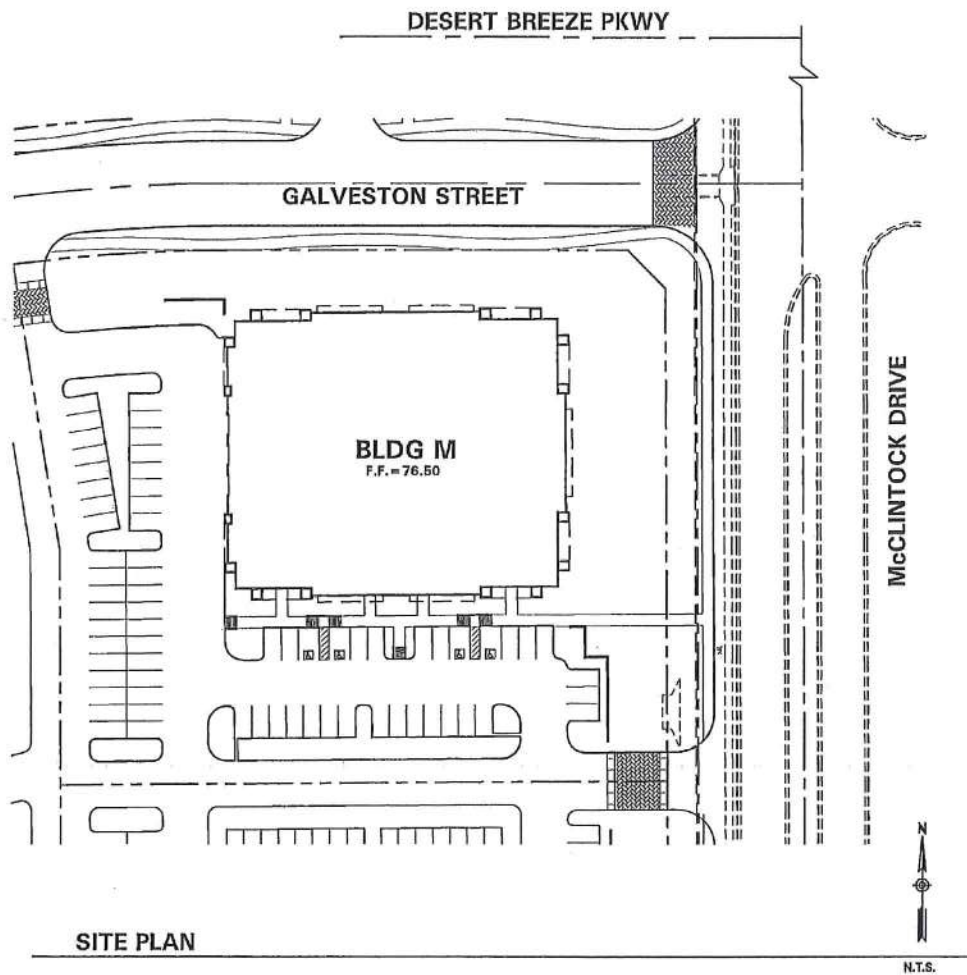 DESERT BREEZE PKWY
GALVESTON STREET
McCLINTOCK DRIVE
BLDG M
F.F.=76.50
N
SITE PLAN
N.T.S.